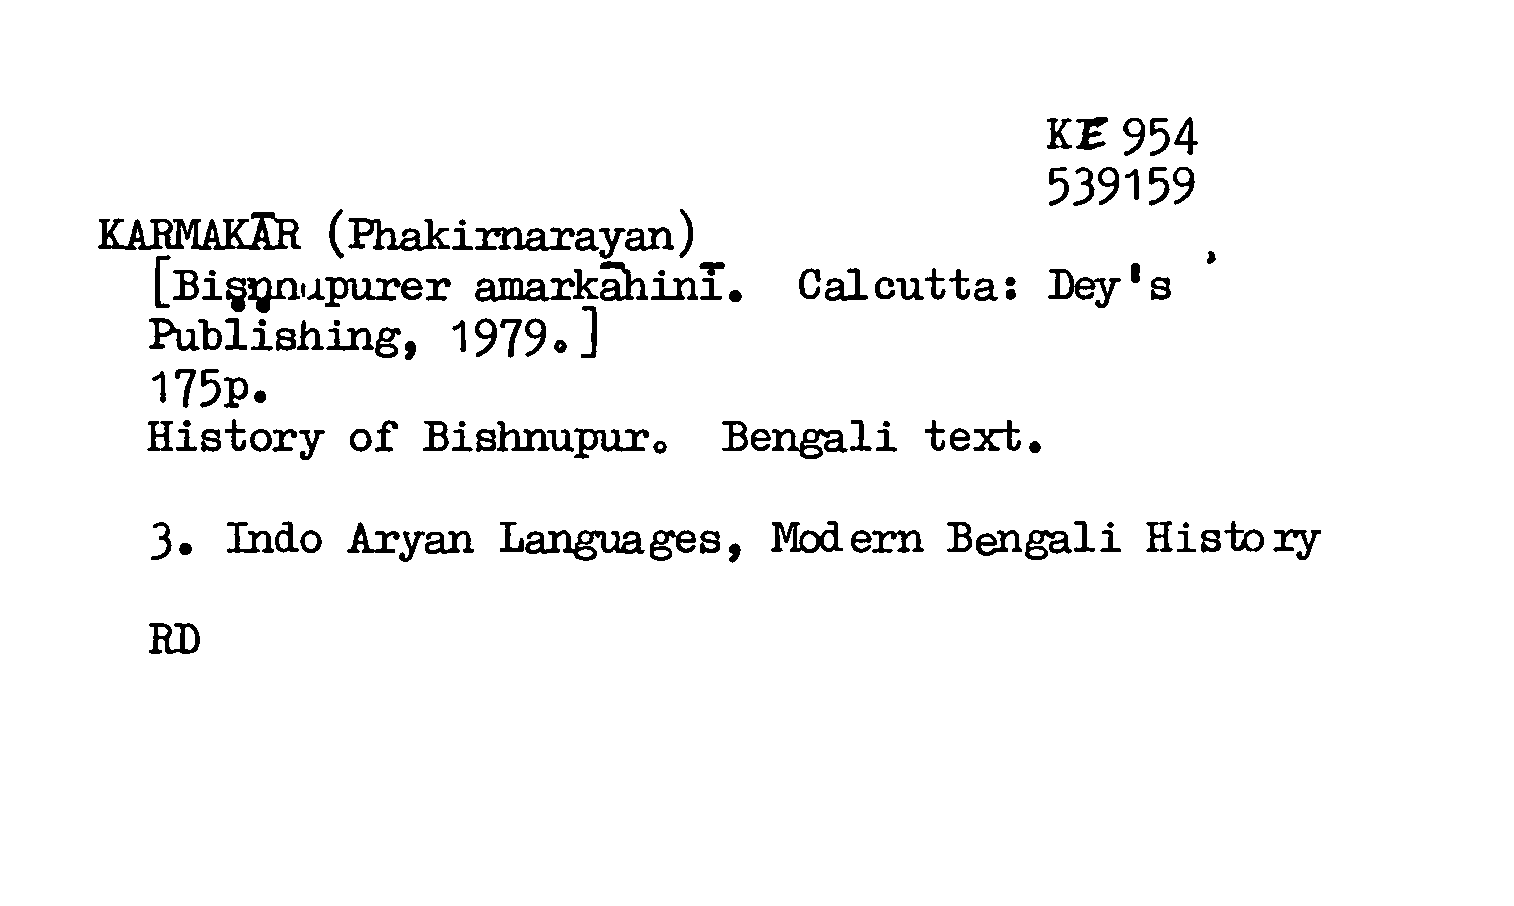 KE 954
539159
KARMAKĀR (Phakirnarayan)
[Biṣṇupurer amarkāhinī. Calcutta: Dey's
Publishing, 1979.]
175p.
History of Bishnupur. Bengali text.
3. Indo Aryan Languages, Modern Bengali History
RD